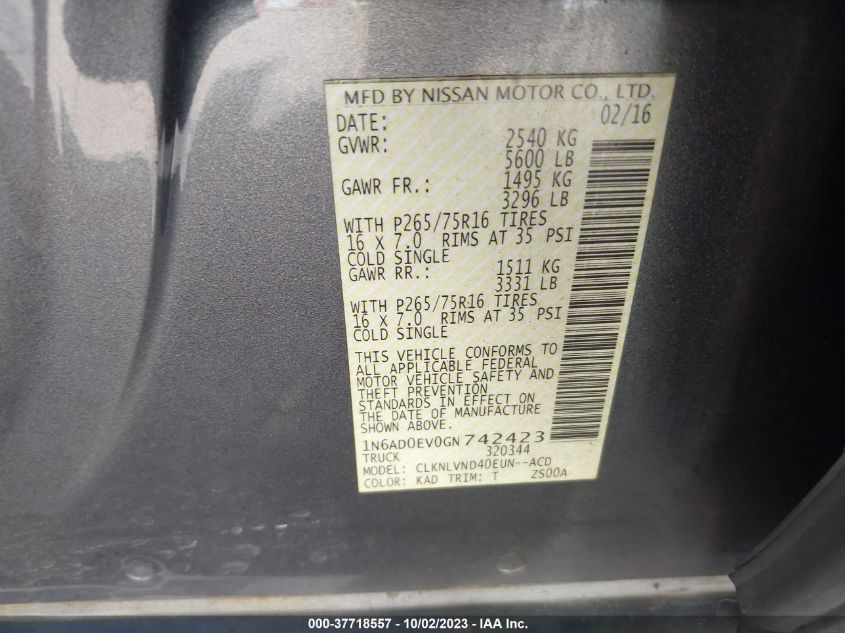 MFD BY NISSAN MOTOR CO., LTD.
DATE: 02/16
GVWR: 2540 KG
5600 LB
GAWR FR.: 1495 KG
3296 LB
WITH P265/75R16 TIRES
16 X 7.0 RIMS AT 35 PSI
COLD SINGLE
GAWR RR.: 1511 KG
3331 LB
WITH P265/75R16 TIRES
16 X 7.0 RIMS AT 35 PSI
COLD SINGLE
THIS VEHICLE CONFORMS TO
ALL APPLICABLE FEDERAL
MOTOR VEHICLE SAFETY AND
THEFT PREVENTION
STANDARDS IN EFFECT ON
THE DATE OF MANUFACTURE
SHOWN ABOVE.
1N6AD0EV0GN742423
TRUCK 320344
MODEL: CLKNLVND40EUN--ACD
COLOR: KAD TRIM: T ZS00A
000-37718557 - 10/02/2023 - IAA Inc.